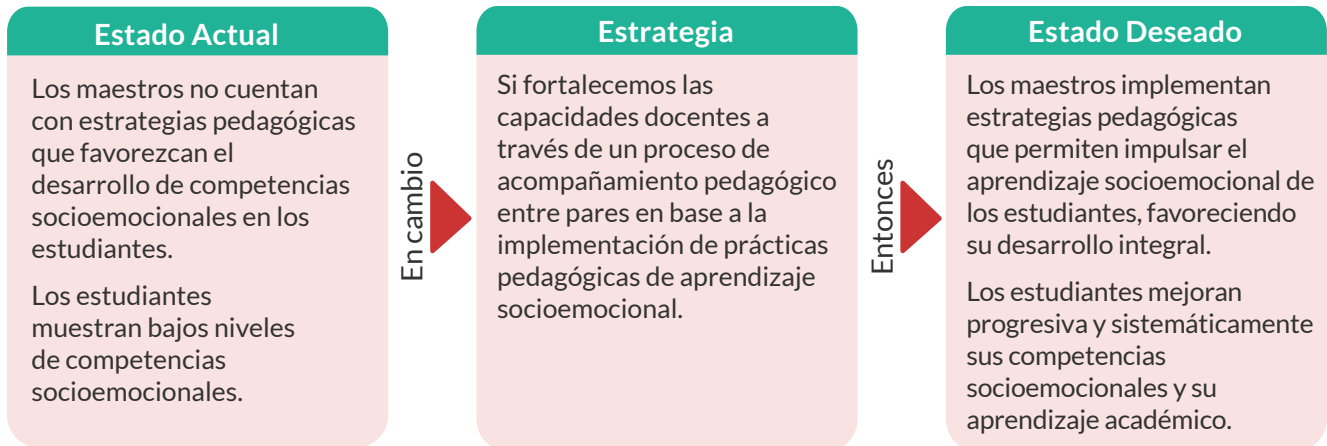 Estado Actual
Los maestros no cuentan
con estrategias pedagógicas
que favorezcan el
desarrollo de competencias
socioemocionales en los
estudiantes.
Los estudiantes
muestran bajos niveles
de competencias
socioemocionales.
En cambio
Estrategia
Si fortalecemos las
capacidades docentes a
través de un proceso de
acompañamiento pedagógico
entre pares en base a la
implementación de prácticas
pedagógicas de aprendizaje
socioemocional.
Entonces
Estado Deseado
Los maestros implementan
estrategias pedagógicas
que permiten impulsar el
aprendizaje socioemocional de
los estudiantes, favoreciendo
su desarrollo integral.
Los estudiantes mejoran
progresiva y sistemáticamente
sus competencias
socioemocionales y su
aprendizaje académico.